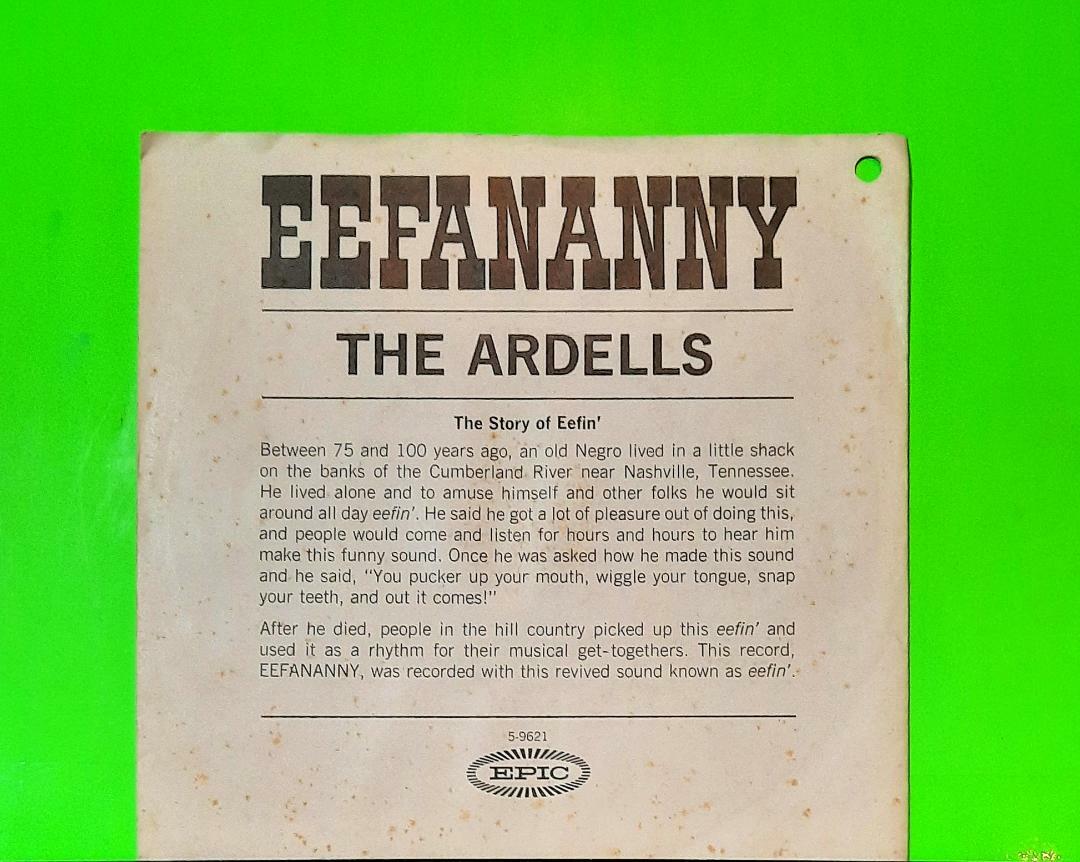 EEFANANNY
THE ARDELLS
The Story of Eefin'
Between 75 and 100 years ago, an old Negro lived in a little shack
on the banks of the Cumberland River near Nashville, Tennessee.
He lived alone and to amuse himself and other folks he would sit
around all day eefin'. He said he got a lot of pleasure out of doing this,
and people would come and listen for hours and hours to hear him
make this funny sound. Once he was asked how he made this sound
and he said, "You pucker up your mouth, wiggle your tongue, snap
your teeth, and out it comes!"
After he died, people in the hill country picked up this eefin' and
used it as a rhythm for their musical get-togethers. This record,
EEFANANNY, was recorded with this revived sound known as eefin'.
5-9621
EPIC